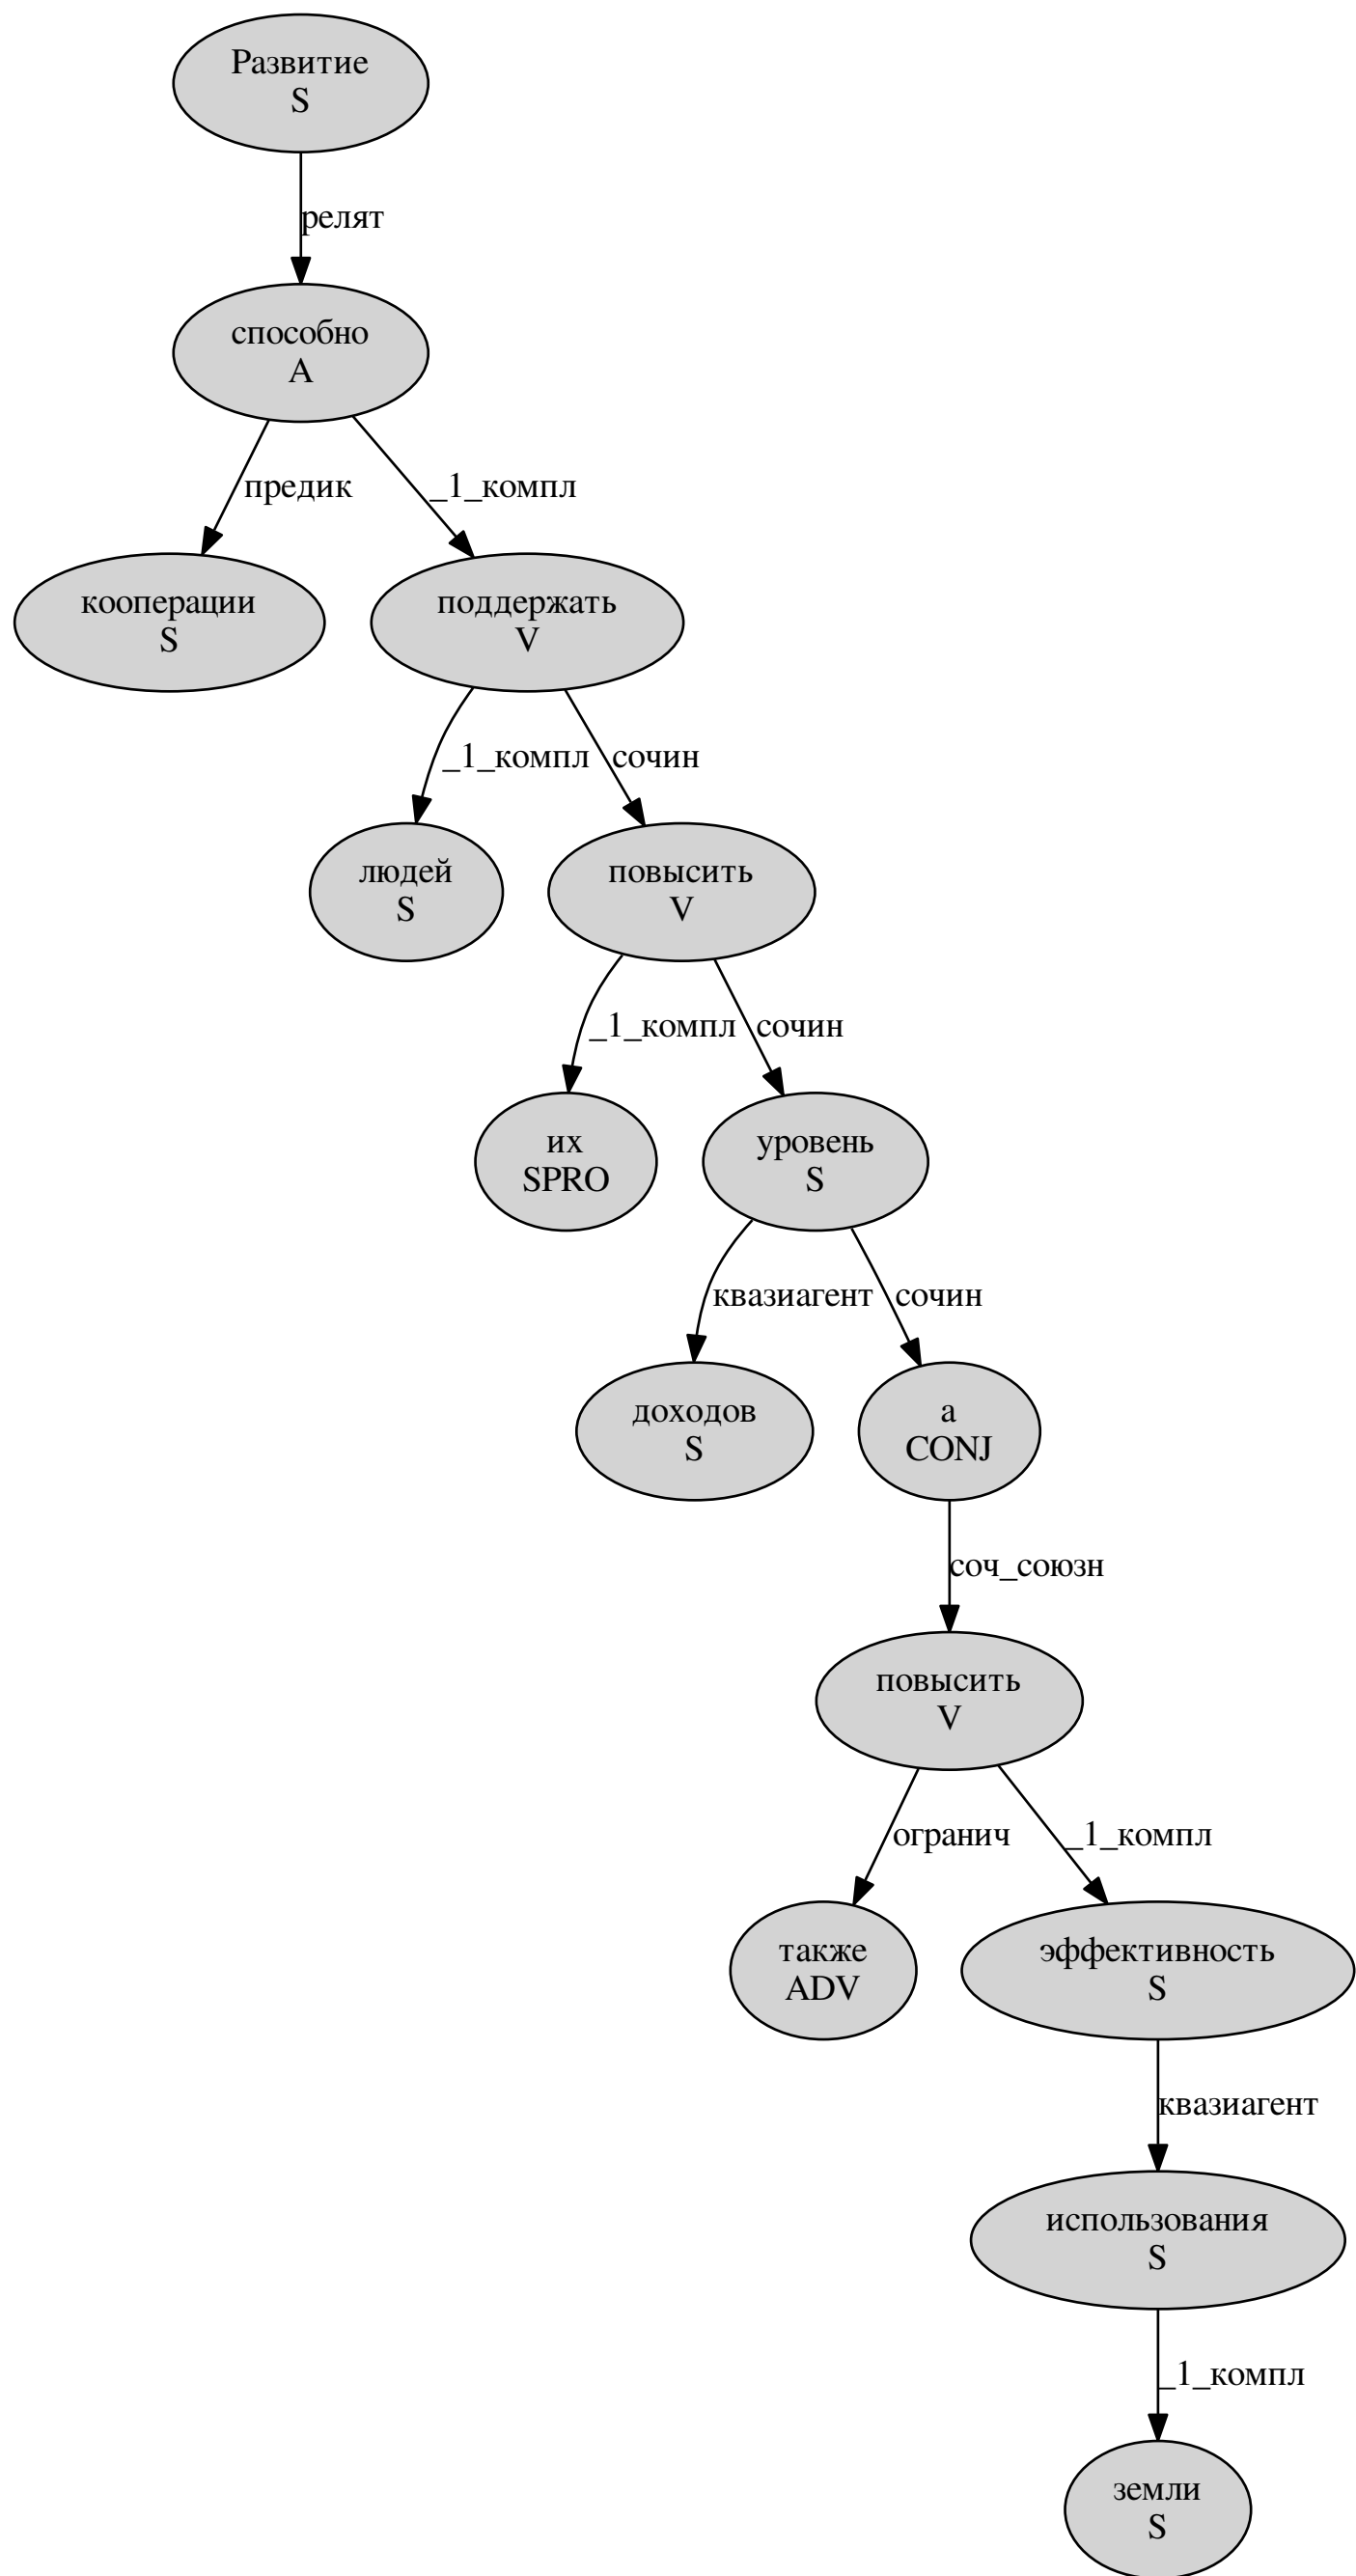 Развитие
S
релят
способно
A
предик
_1_компл
кооперации
S
поддержать
V
_1_компл
сочин
людей
S
повысить
V
_1_компл
сочин
их
SPRO
уровень
S
квазиагент
сочин
доходов
S
а
CONJ
соч_союзн
повысить
V
огранич
_1_компл
также
ADV
эффективность
S
квазиагент
использования
S
_1_компл
земли
S